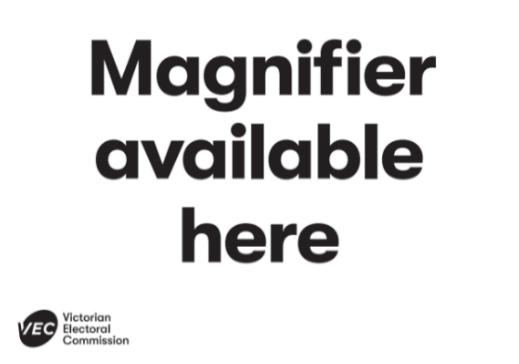 Magnifier
available
here
VEC
Victorian
Electoral
Commission